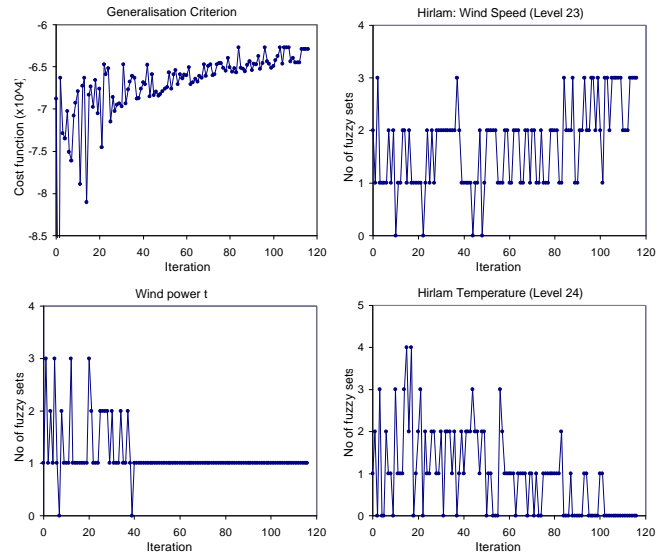 Generalisation Criterion
Cost function (x10^4)
-6
-6.5
-7
-7.5
-8
-8.5
0 20 40 60 80 100 120
Iteration
Hirlam: Wind Speed (Level 23)
No of fuzzy sets
4
3
2
1
0
0 20 40 60 80 100 120
Iteration
Wind power t
No of fuzzy sets
4
3
2
1
0
0 20 40 60 80 100 120
Iteration
Hirlam Temperature (Level 24)
No of fuzzy sets
5
4
3
2
1
0
0 20 40 60 80 100 120
Iteration